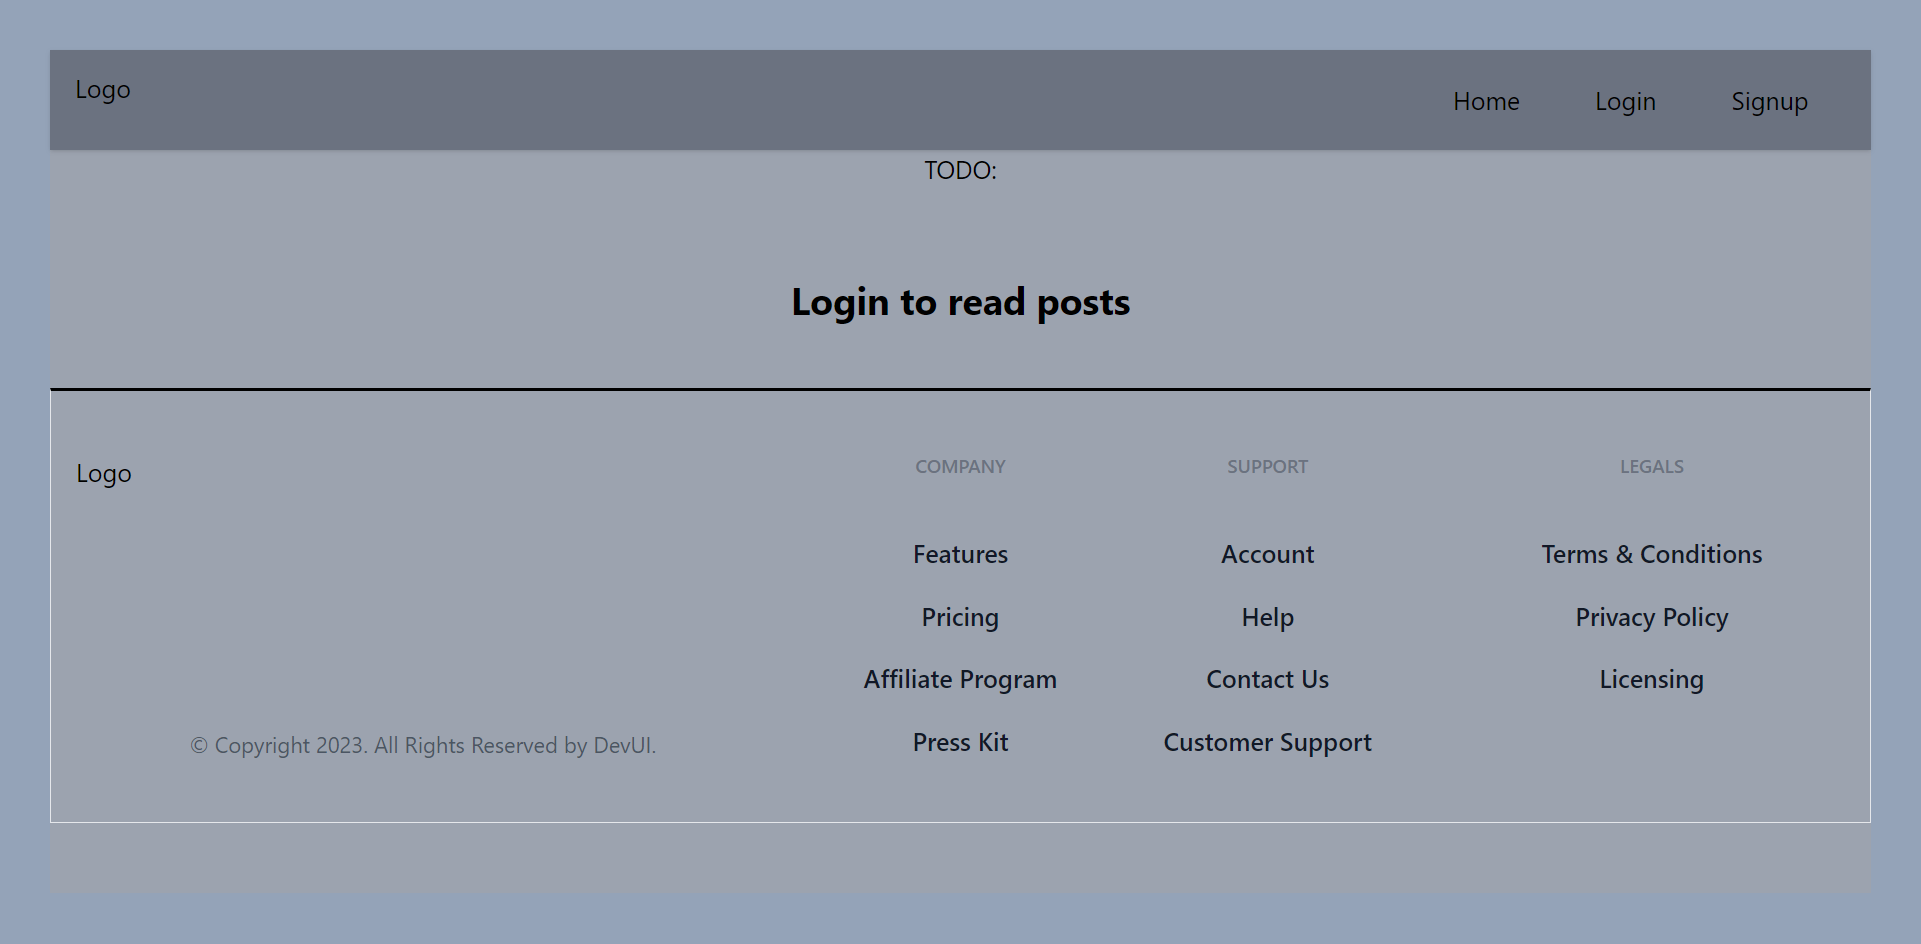 Logo
Home Login Signup
TODO:
Login to read posts
Logo
© Copyright 2023. All Rights Reserved by DevUI.
COMPANY
Features
Pricing
Affiliate Program
Press Kit
SUPPORT
Account
Help
Contact Us
Customer Support
LEGALS
Terms & Conditions
Privacy Policy
Licensing